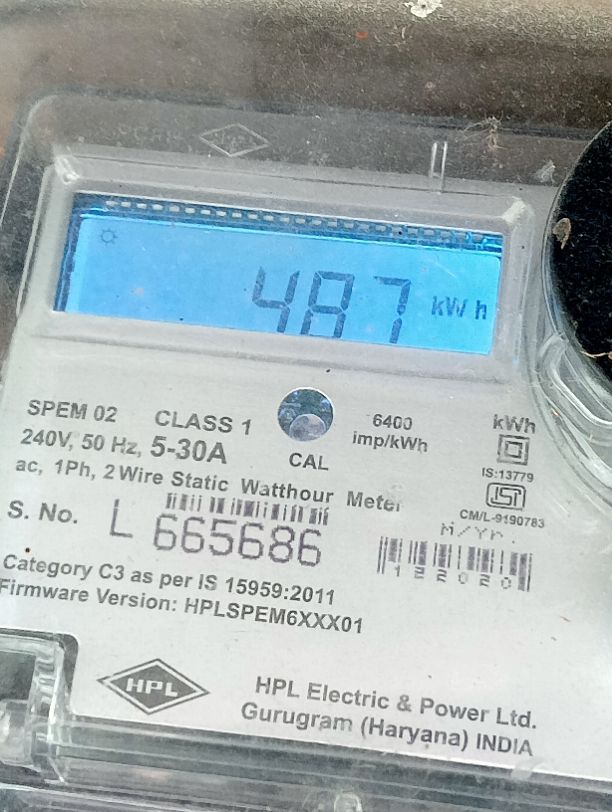 487 kWh
SPEM 02 CLASS 1
6400
imp/kWh
kWh
240V, 50 Hz, 5-30A
CAL
ac, 1Ph, 2 Wire Static Watthour Meter
IS:13779
ISI
CM/L-9190783
S. No. L 665686
M/Yr.
122020
Category C3 as per IS 15959:2011
Firmware Version: HPLSPEM6XXX01
HPL
HPL Electric & Power Ltd.
Gurugram (Haryana) INDIA